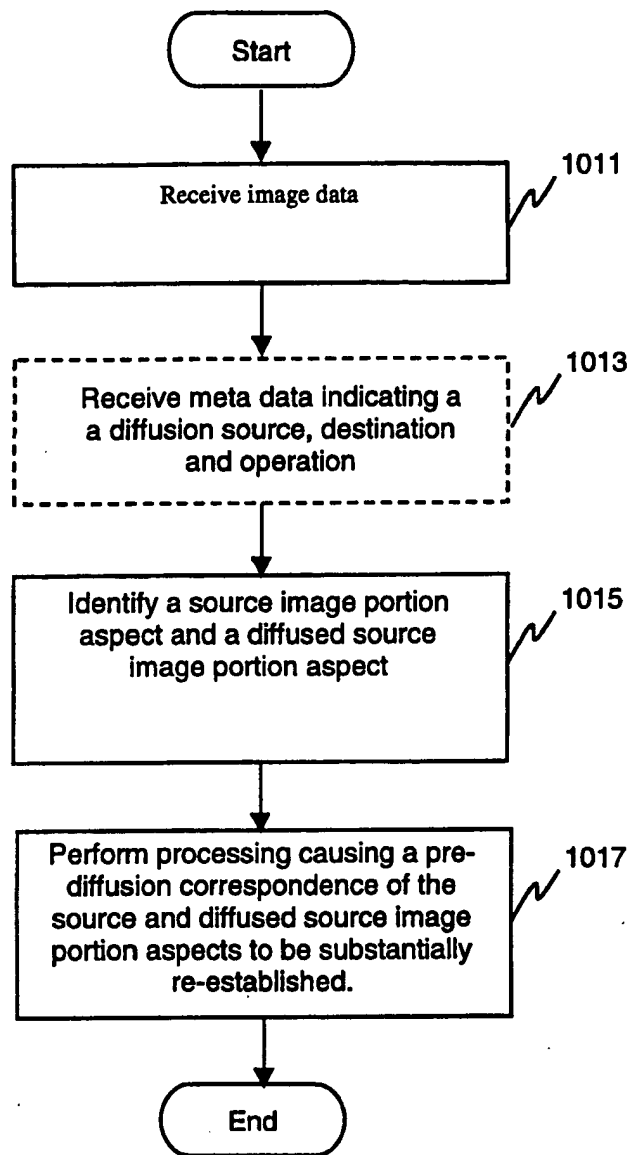 Start
1011
Receive image data
1013
Receive meta data indicating a
a diffusion source, destination
and operation
1015
Identify a source image portion
aspect and a diffused source
image portion aspect
1017
Perform processing causing a pre-
diffusion correspondence of the
source and diffused source image
portion aspects to be substantially
re-established.
End